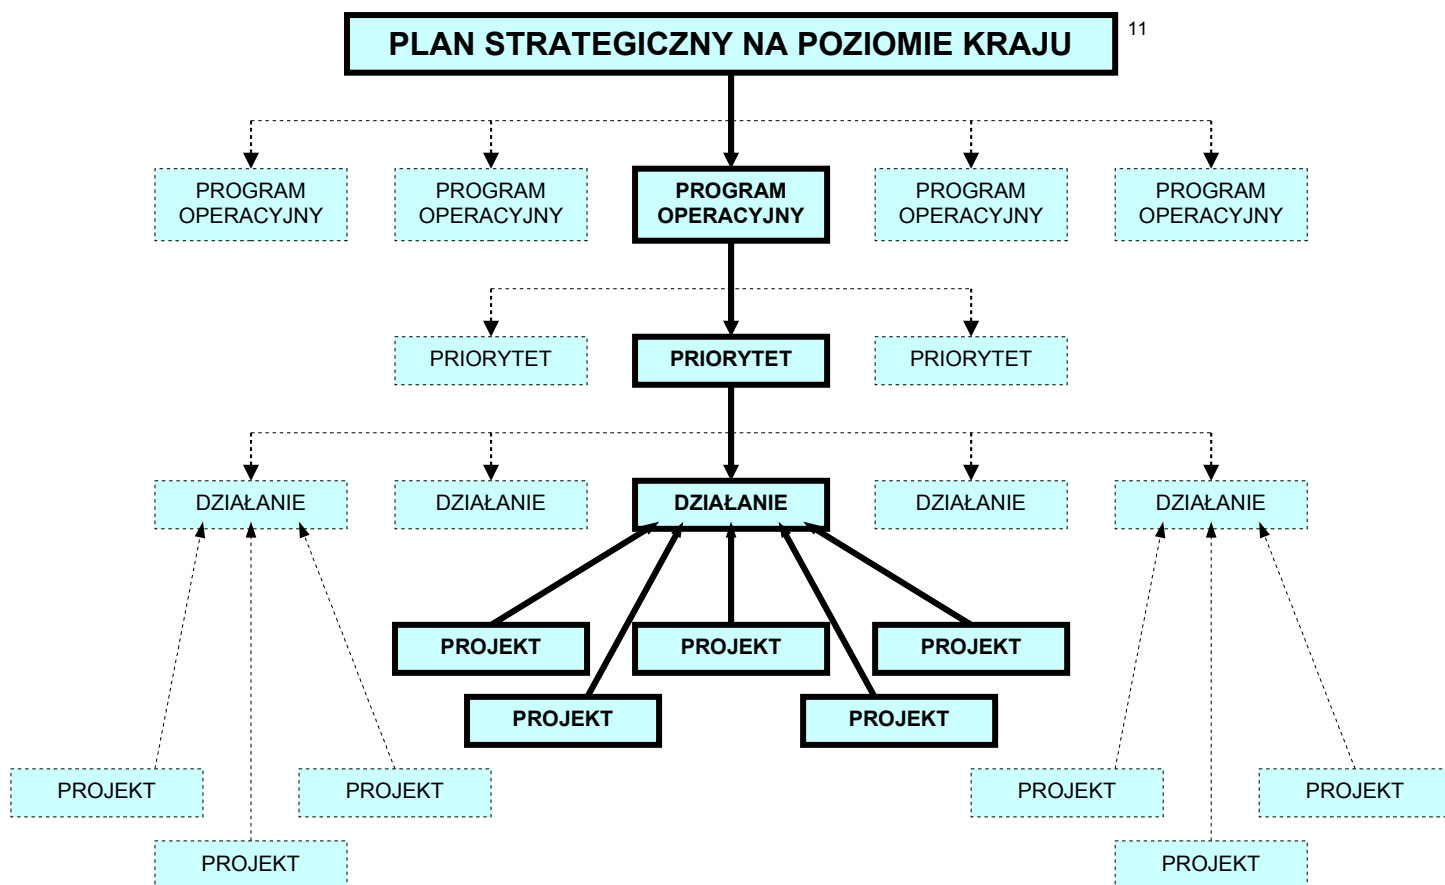 PLAN STRATEGICZNY NA POZIOMIE KRAJU
11
PROGRAM
OPERACYJNY
PROGRAM
OPERACYJNY
PROGRAM
OPERACYJNY
PROGRAM
OPERACYJNY
PROGRAM
OPERACYJNY
PRIORYTET
PRIORYTET
PRIORYTET
DZIAŁANIE
DZIAŁANIE
DZIAŁANIE
DZIAŁANIE
DZIAŁANIE
PROJEKT
PROJEKT
PROJEKT
PROJEKT
PROJEKT
PROJEKT
PROJEKT
PROJEKT
PROJEKT
PROJEKT
PROJEKT